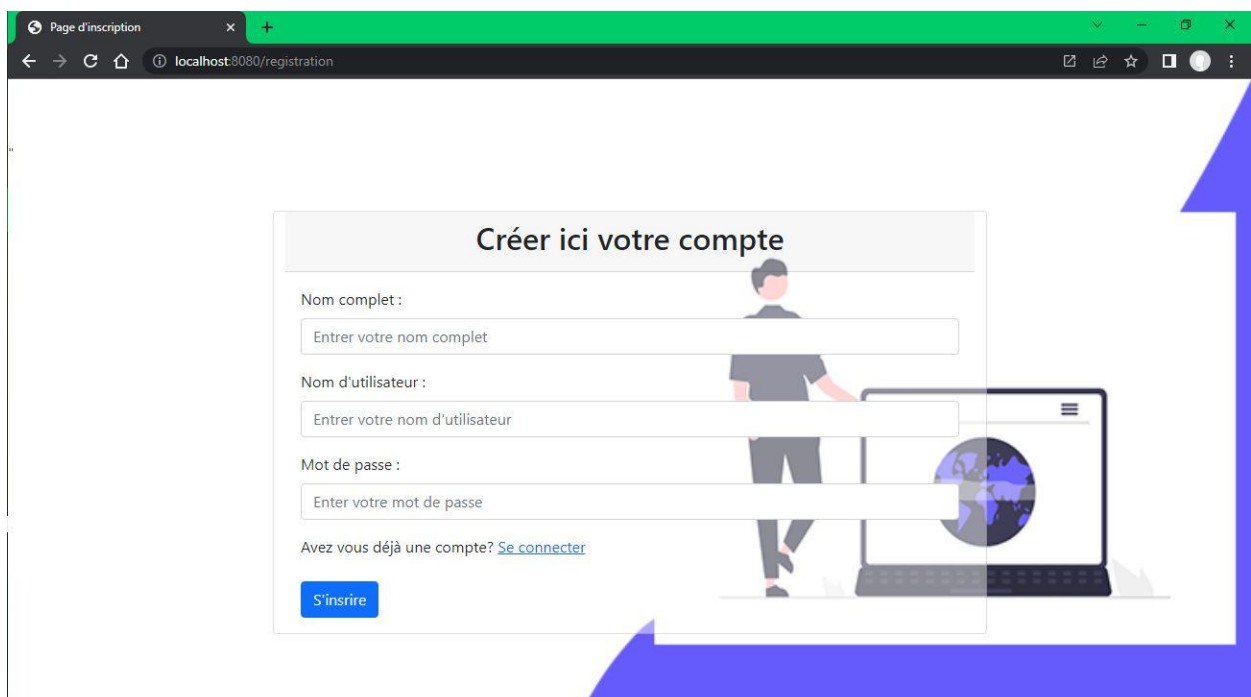 Page d'inscription
localhost:8080/registration
"
Créer ici votre compte
Nom complet :
Entrer votre nom complet
Nom d'utilisateur :
Entrer votre nom d'utilisateur
Mot de passe :
Enter votre mot de passe
Avez vous déjà une compte? Se connecter
S'insrire